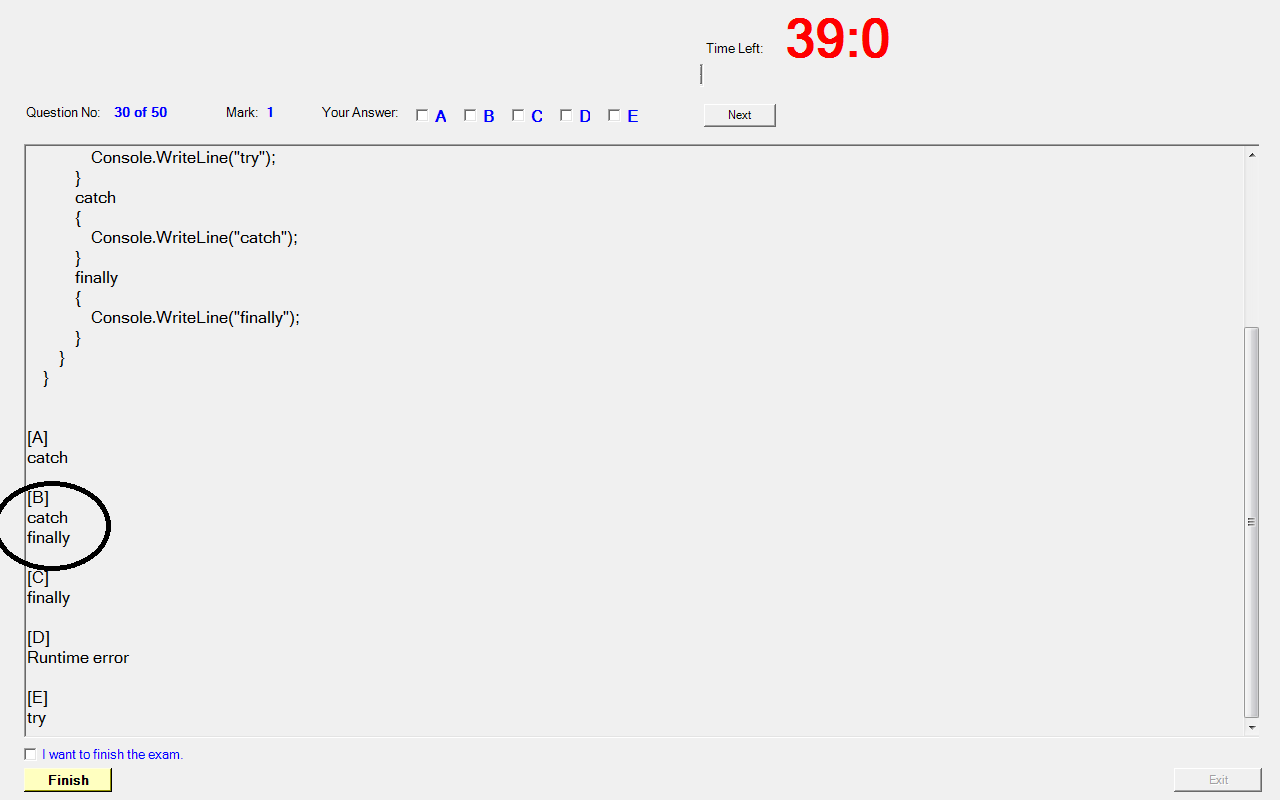 Time Left: 39:0
Question No: 30 of 50 Mark: 1 Your Answer: A B C D E Next
Console.WriteLine("try");
}
catch
{
Console.WriteLine("catch");
}
finally
{
Console.WriteLine("finally");
}
}
}
[A]
catch
[B]
catch
finally
[C]
finally
[D]
Runtime error
[E]
try
I want to finish the exam.
Finish Exit